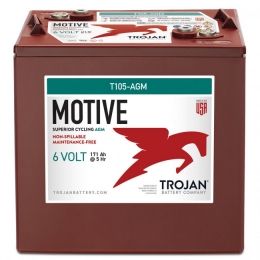 T105-AGM
MOTIVE
SUPERIOR CYCLING AGM
NON-SPILLABLE
MAINTENANCE-FREE
6 VOLT 171 Ah @ 5 Hr
USA
TROJANBATTERY.COM
TROJAN
BATTERY COMPANY